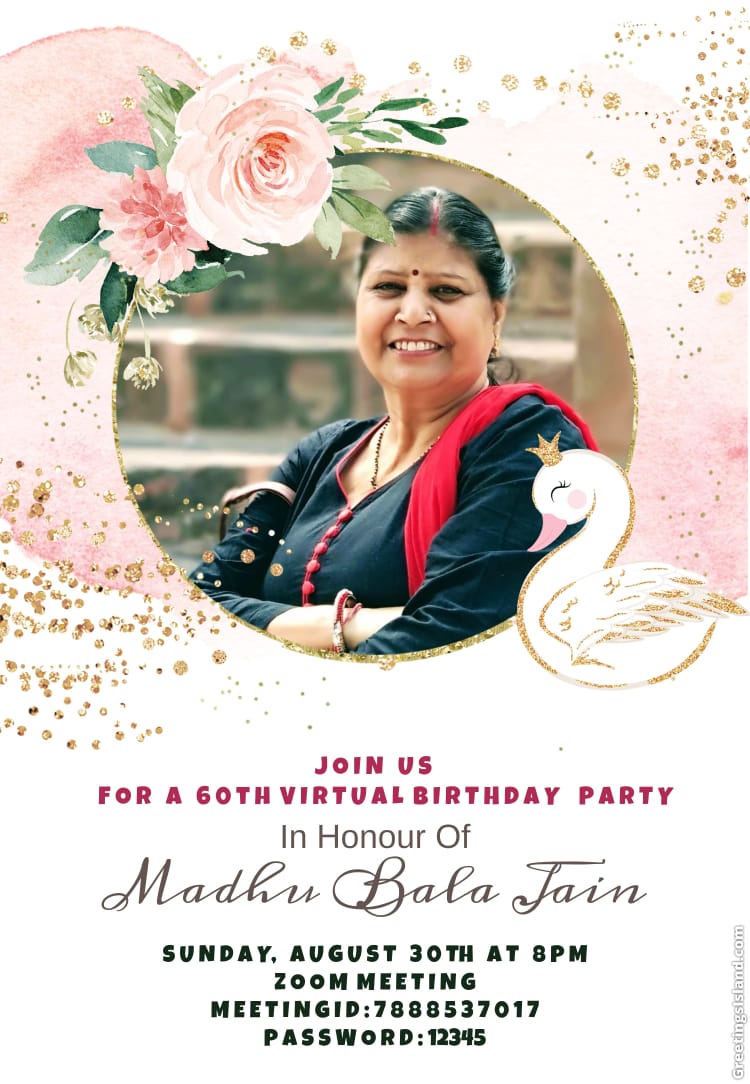 JOIN US
FOR A 60TH VIRTUAL BIRTHDAY PARTY
In Honour Of
Madhu Bala Jain
SUNDAY, AUGUST 30TH AT 8PM
ZOOM MEETING
MEETINGID:7888537017
PASSWORD:12345
GreetingsIsland.com